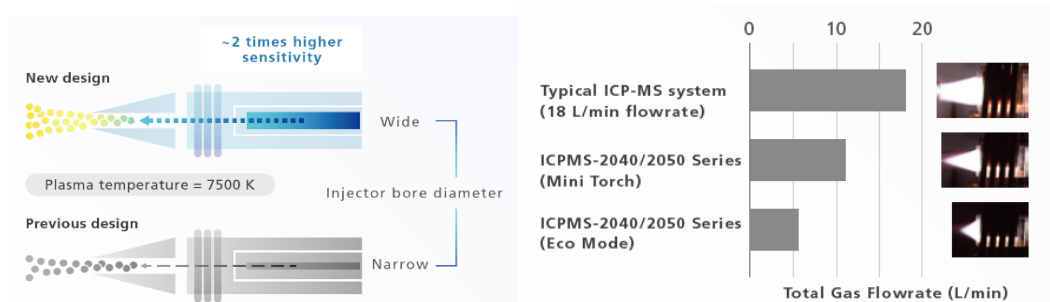 ~2 times higher
sensitivity
New design
Wide
Plasma temperature = 7500 K
Injector bore diameter
Previous design
Narrow
0 10 20
Typical ICP-MS system
(18 L/min flowrate)
ICPMS-2040/2050 Series
(Mini Torch)
ICPMS-2040/2050 Series
(Eco Mode)
Total Gas Flowrate (L/min)